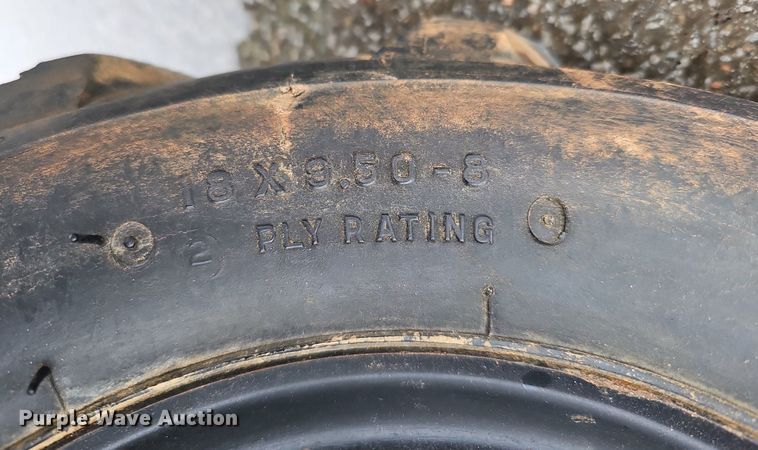 18 X 9.50 - 8
2 PLY RATING
Purple Wave Auction